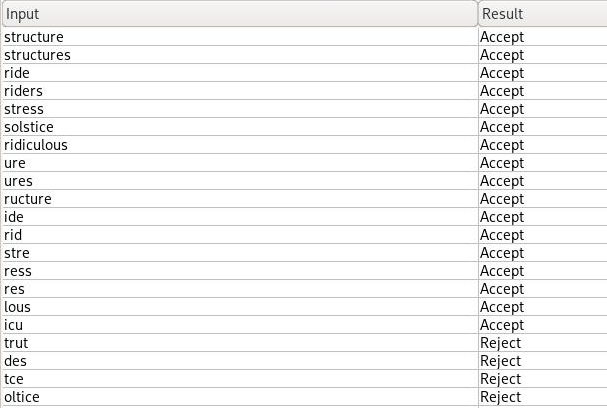 Input Result
structure Accept
structures Accept
ride Accept
riders Accept
stress Accept
solstice Accept
ridiculous Accept
ure Accept
ures Accept
ructure Accept
ide Accept
rid Accept
stre Accept
ress Accept
res Accept
lous Accept
icu Accept
trut Reject
des Reject
tce Reject
oltice Reject